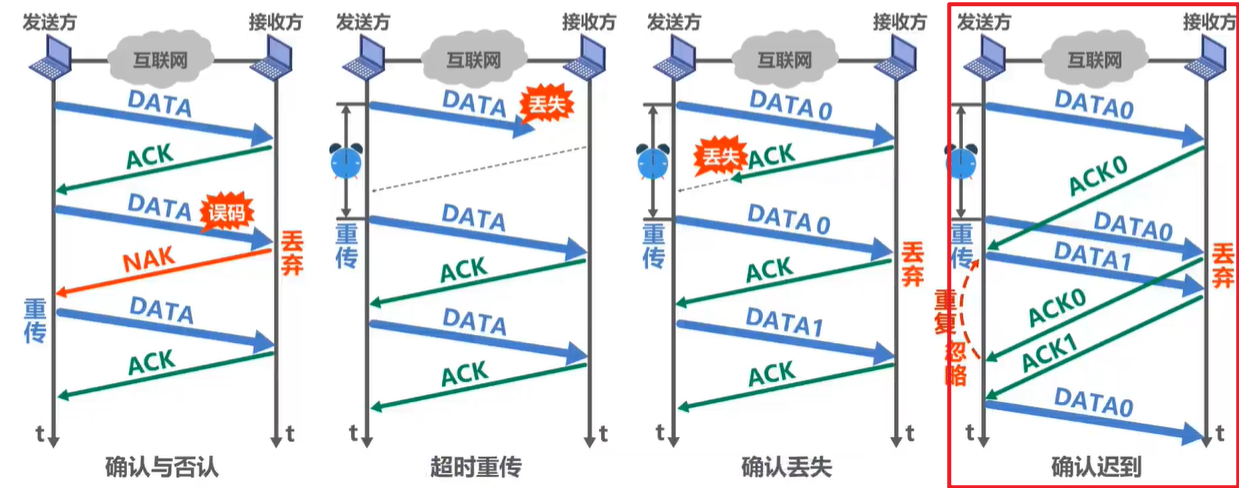 发送方 接收方
互联网
DATA
ACK
DATA 误码
丢弃
NAK
重传
DATA
ACK
t t
确认与否认
发送方 接收方
互联网
DATA 丢失
重传
DATA
ACK
DATA
ACK
t t
超时重传
发送方 接收方
互联网
DATA 0
丢失 ACK
重传
DATA 0
丢弃
ACK
DATA1
ACK
t t
确认丢失
发送方 接收方
互联网
DATA0
ACK0
重传
DATA0
DATA1
丢弃
重复
忽略
ACK0
ACK1
DATA0
t t
确认迟到